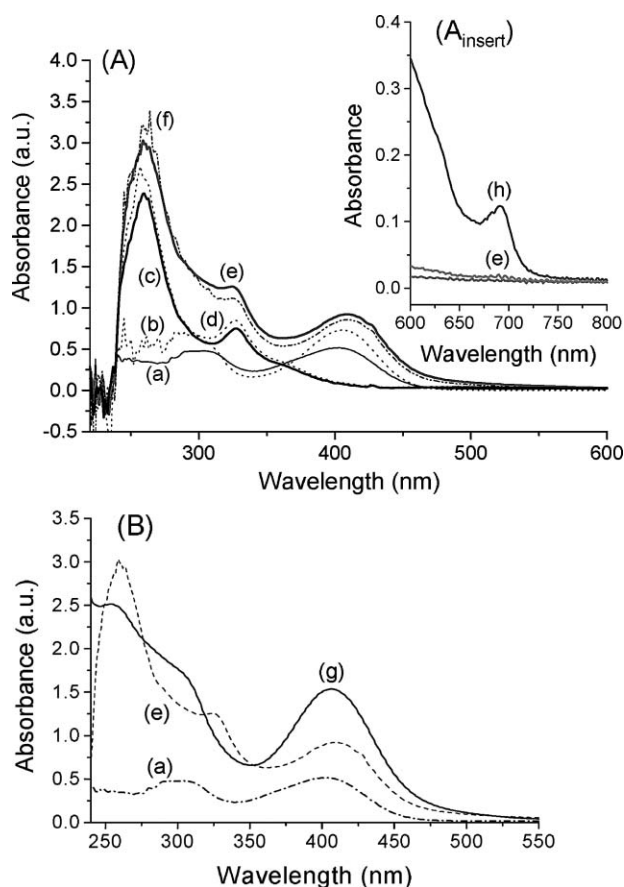 (A)
(A insert)
4.0
3.5
3.0
2.5
2.0
1.5
1.0
0.5
0.0
-0.5
Absorbance (a.u.)
(f)
(c)
(e)
(d)
(b)
(a)
300
400
500
600
Wavelength (nm)
0.4
0.3
0.2
0.1
0.0
Absorbance
(h)
(e)
600
650
700
750
800
Wavelength (nm)
(B)
3.5
3.0
2.5
2.0
1.5
1.0
0.5
0.0
Absorbance (a.u.)
(g)
(e)
(a)
250
300
350
400
450
500
550
Wavelength (nm)